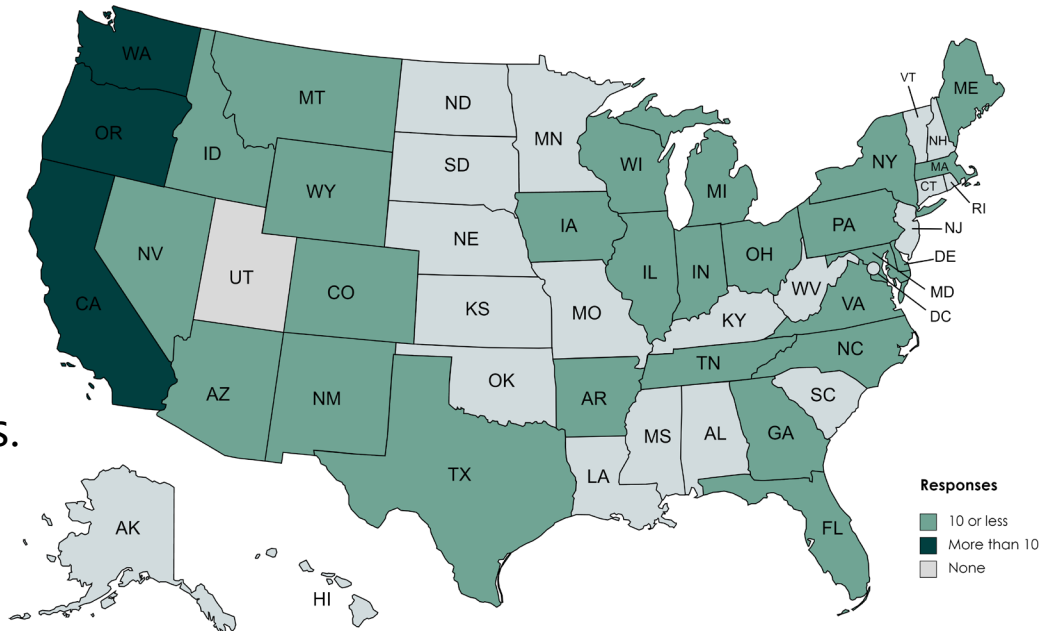 WA
OR
CA
ID
MT
WY
NV
UT
CO
AZ
NM
ND
SD
NE
KS
OK
TX
MN
IA
MO
AR
LA
WI
IL
MI
IN
OH
KY
TN
MS
AL
GA
FL
SC
NC
VA
WV
PA
NY
VT
NH
ME
MA
CT
RI
NJ
DE
MD
DC
AK
HI
s.
Responses
10 or less
More than 10
None